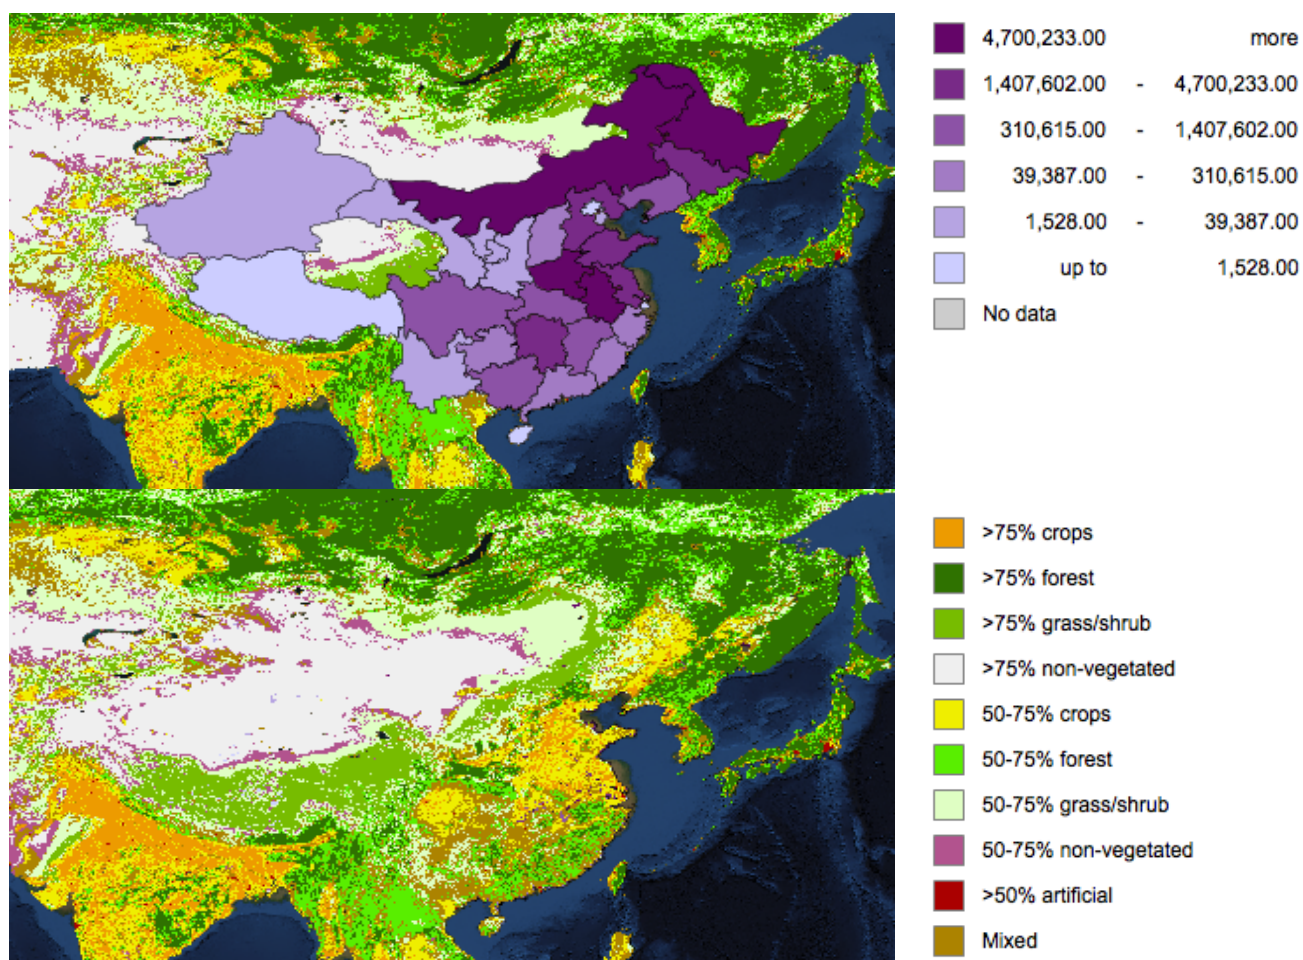 4,700,233.00 more
1,407,602.00 - 4,700,233.00
310,615.00 - 1,407,602.00
39,387.00 - 310,615.00
1,528.00 - 39,387.00
up to 1,528.00
No data
>75% crops
>75% forest
>75% grass/shrub
>75% non-vegetated
50-75% crops
50-75% forest
50-75% grass/shrub
50-75% non-vegetated
>50% artificial
Mixed